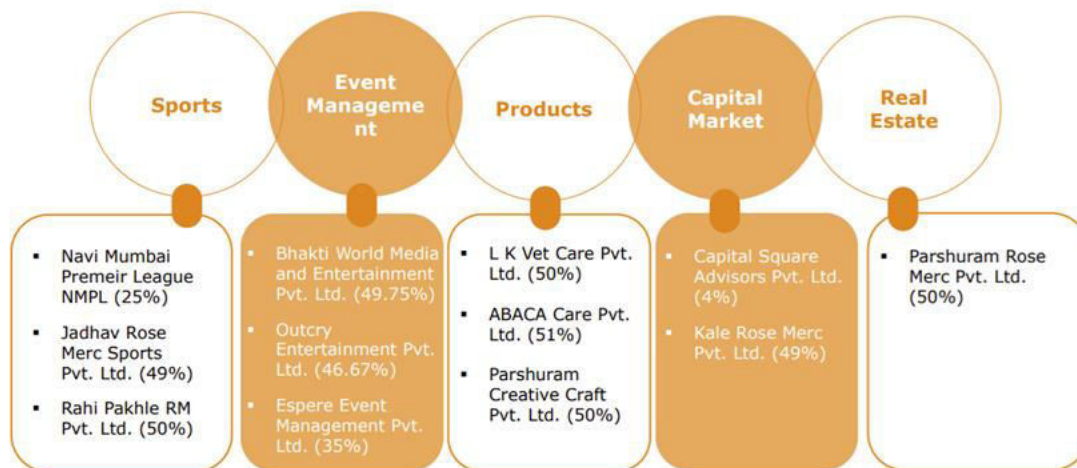 Sports
Event
Manageme
nt
Products
Capital
Market
Real
Estate
▪ Navi Mumbai
Premeir League
NMPL (25%)
▪ Jadhav Rose
Merc Sports
Pvt. Ltd. (49%)
▪ Rahi Pakhle RM
Pvt. Ltd. (50%)
▪ Bhakti World Media
and Entertainment
Pvt. Ltd. (49.75%)
▪ Outcry
Entertainment Pvt.
Ltd. (46.67%)
▪ Espere Event
Management Pvt.
Ltd. (35%)
▪ L K Vet Care Pvt.
Ltd. (50%)
▪ ABACA Care Pvt.
Ltd. (51%)
▪ Parshuram
Creative Craft
Pvt. Ltd. (50%)
▪ Capital Square
Advisors Pvt. Ltd.
(4%)
▪ Kale Rose Merc
Pvt. Ltd. (49%)
▪ Parshuram Rose
Merc Pvt. Ltd.
(50%)